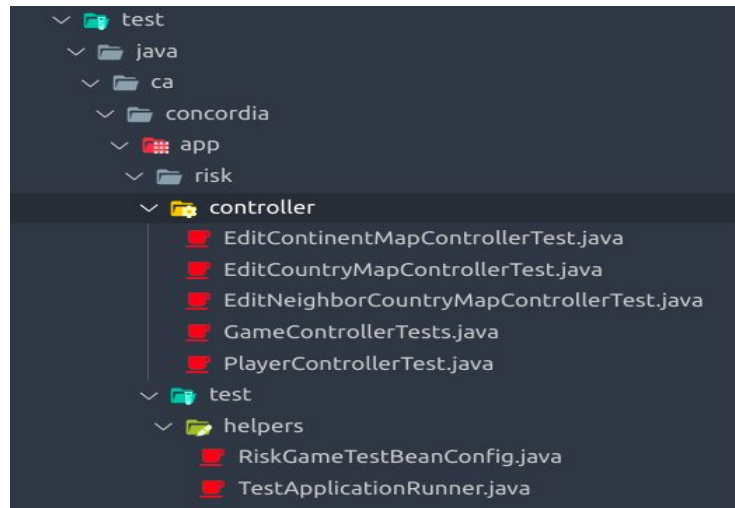 test
java
ca
concordia
app
risk
controller
EditContinentMapControllerTest.java
EditCountryMapControllerTest.java
EditNeighborCountryMapControllerTest.java
GameControllerTests.java
PlayerControllerTest.java
test
helpers
RiskGameTestBeanConfig.java
TestApplicationRunner.java